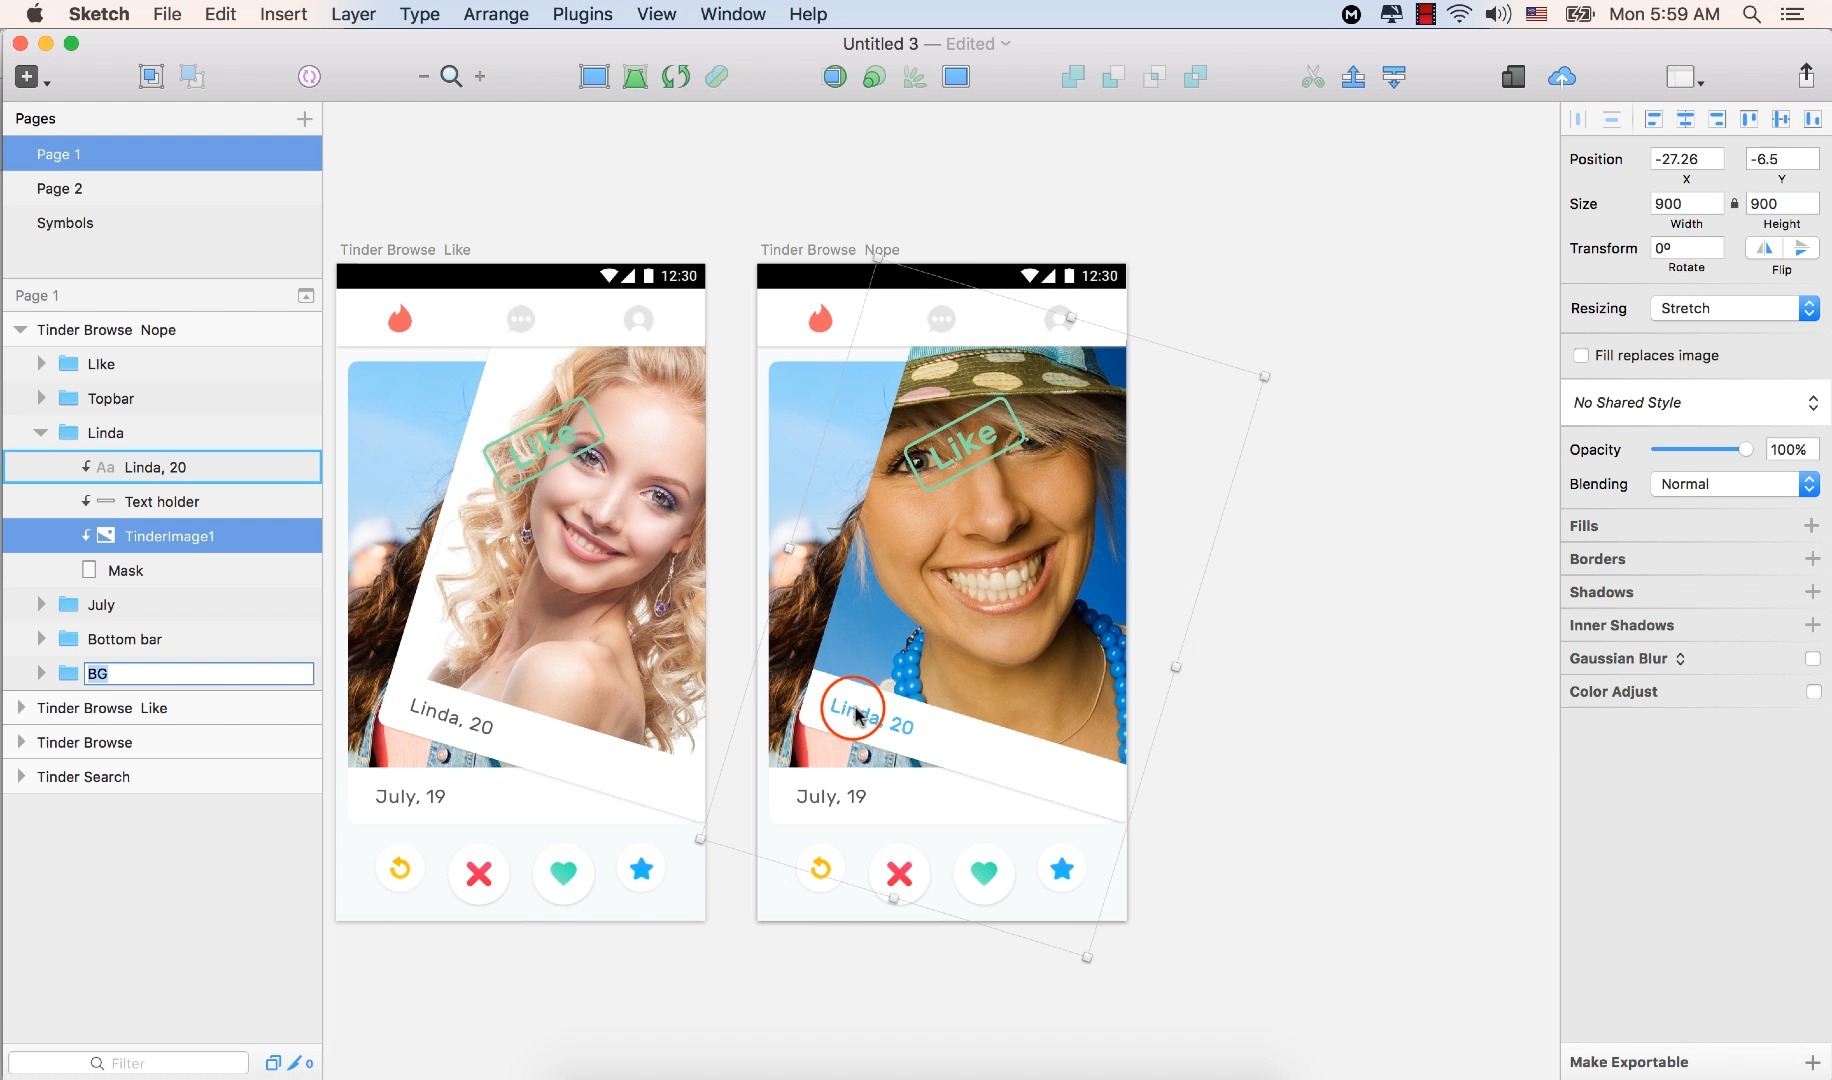 Sketch File Edit Insert Layer Type Arrange Plugins View Window Help
Mon 5:59 AM
Untitled 3 — Edited
Pages
Page 1
Page 2
Symbols
Page 1
Tinder Browse Nope
LIke
Topbar
Linda
Aa Linda, 20
Text holder
TinderImage1
Mask
July
Bottom bar
BG
Tinder Browse Like
Tinder Browse
Tinder Search
Filter
0
Tinder Browse Like
12:30
Like
Linda, 20
July, 19
Tinder Browse Nope
12:30
Like
Linda, 20
July, 19
Position -27.26 -6.5
X Y
Size 900 900
Width Height
Transform 0º
Rotate Flip
Resizing Stretch
Fill replaces image
No Shared Style
Opacity 100%
Blending Normal
Fills
Borders
Shadows
Inner Shadows
Gaussian Blur
Color Adjust
Make Exportable